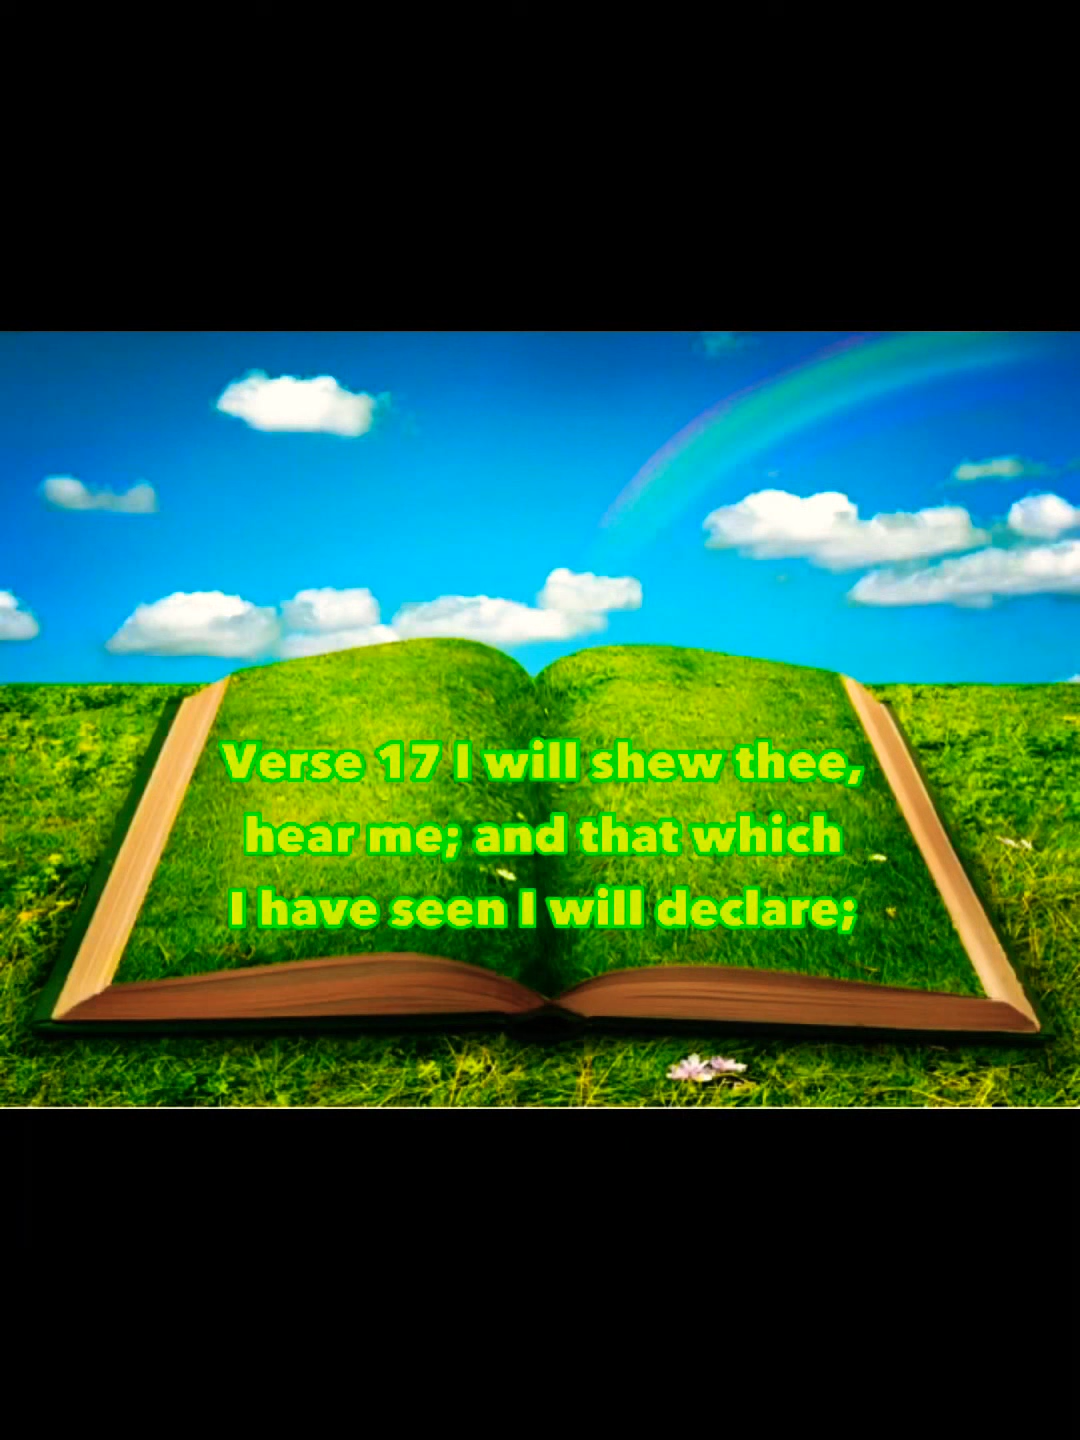 Verse 17 I will shew thee,
hear me; and that which
I have seen I will declare;